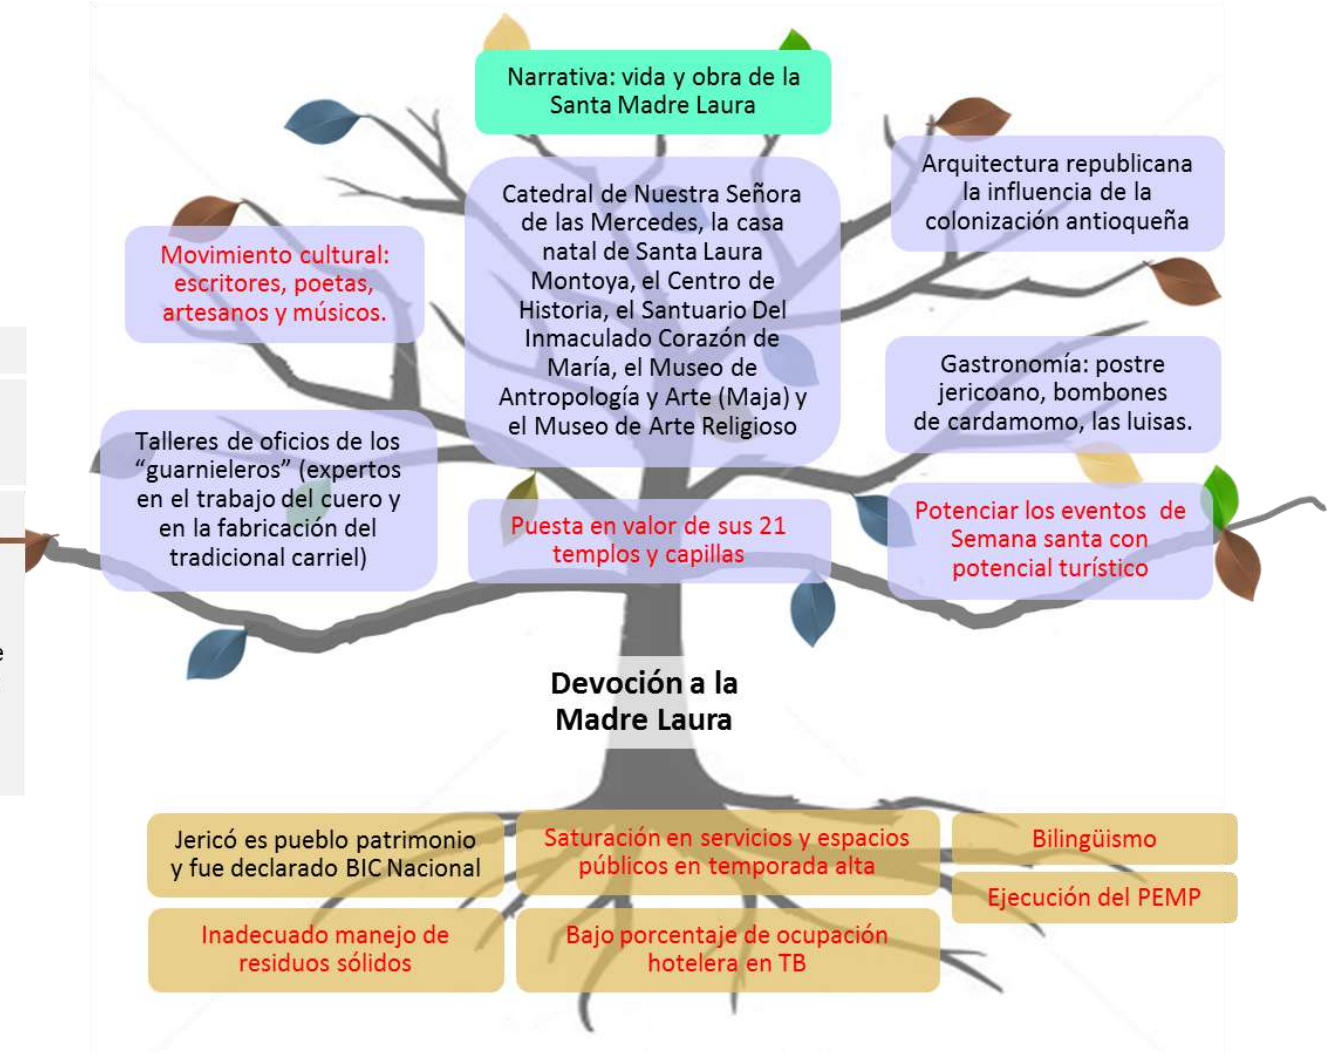 Narrativa: vida y obra de la
Santa Madre Laura
Arquitectura republicana
la influencia de la
colonización antioqueña
Catedral de Nuestra Señora
de las Mercedes, la casa
natal de Santa Laura
Montoya, el Centro de
Historia, el Santuario Del
Inmaculado Corazón de
María, el Museo de
Antropología y Arte (Maja) y
el Museo de Arte Religioso
Movimiento cultural:
escritores, poetas,
artesanos y músicos.
Gastronomía: postre
jericoano, bombones
de cardamomo, las luisas.
Talleres de oficios de los
“guarnieleros” (expertos
en el trabajo del cuero y
en la fabricación del
tradicional carriel)
Puesta en valor de sus 21
templos y capillas
Potenciar los eventos de
Semana santa con
potencial turístico
Devoción a la
Madre Laura
Jericó es pueblo patrimonio
y fue declarado BIC Nacional
Saturación en servicios y espacios
públicos en temporada alta
Bilingüismo
Ejecución del PEMP
Inadecuado manejo de
residuos sólidos
Bajo porcentaje de ocupación
hotelera en TB